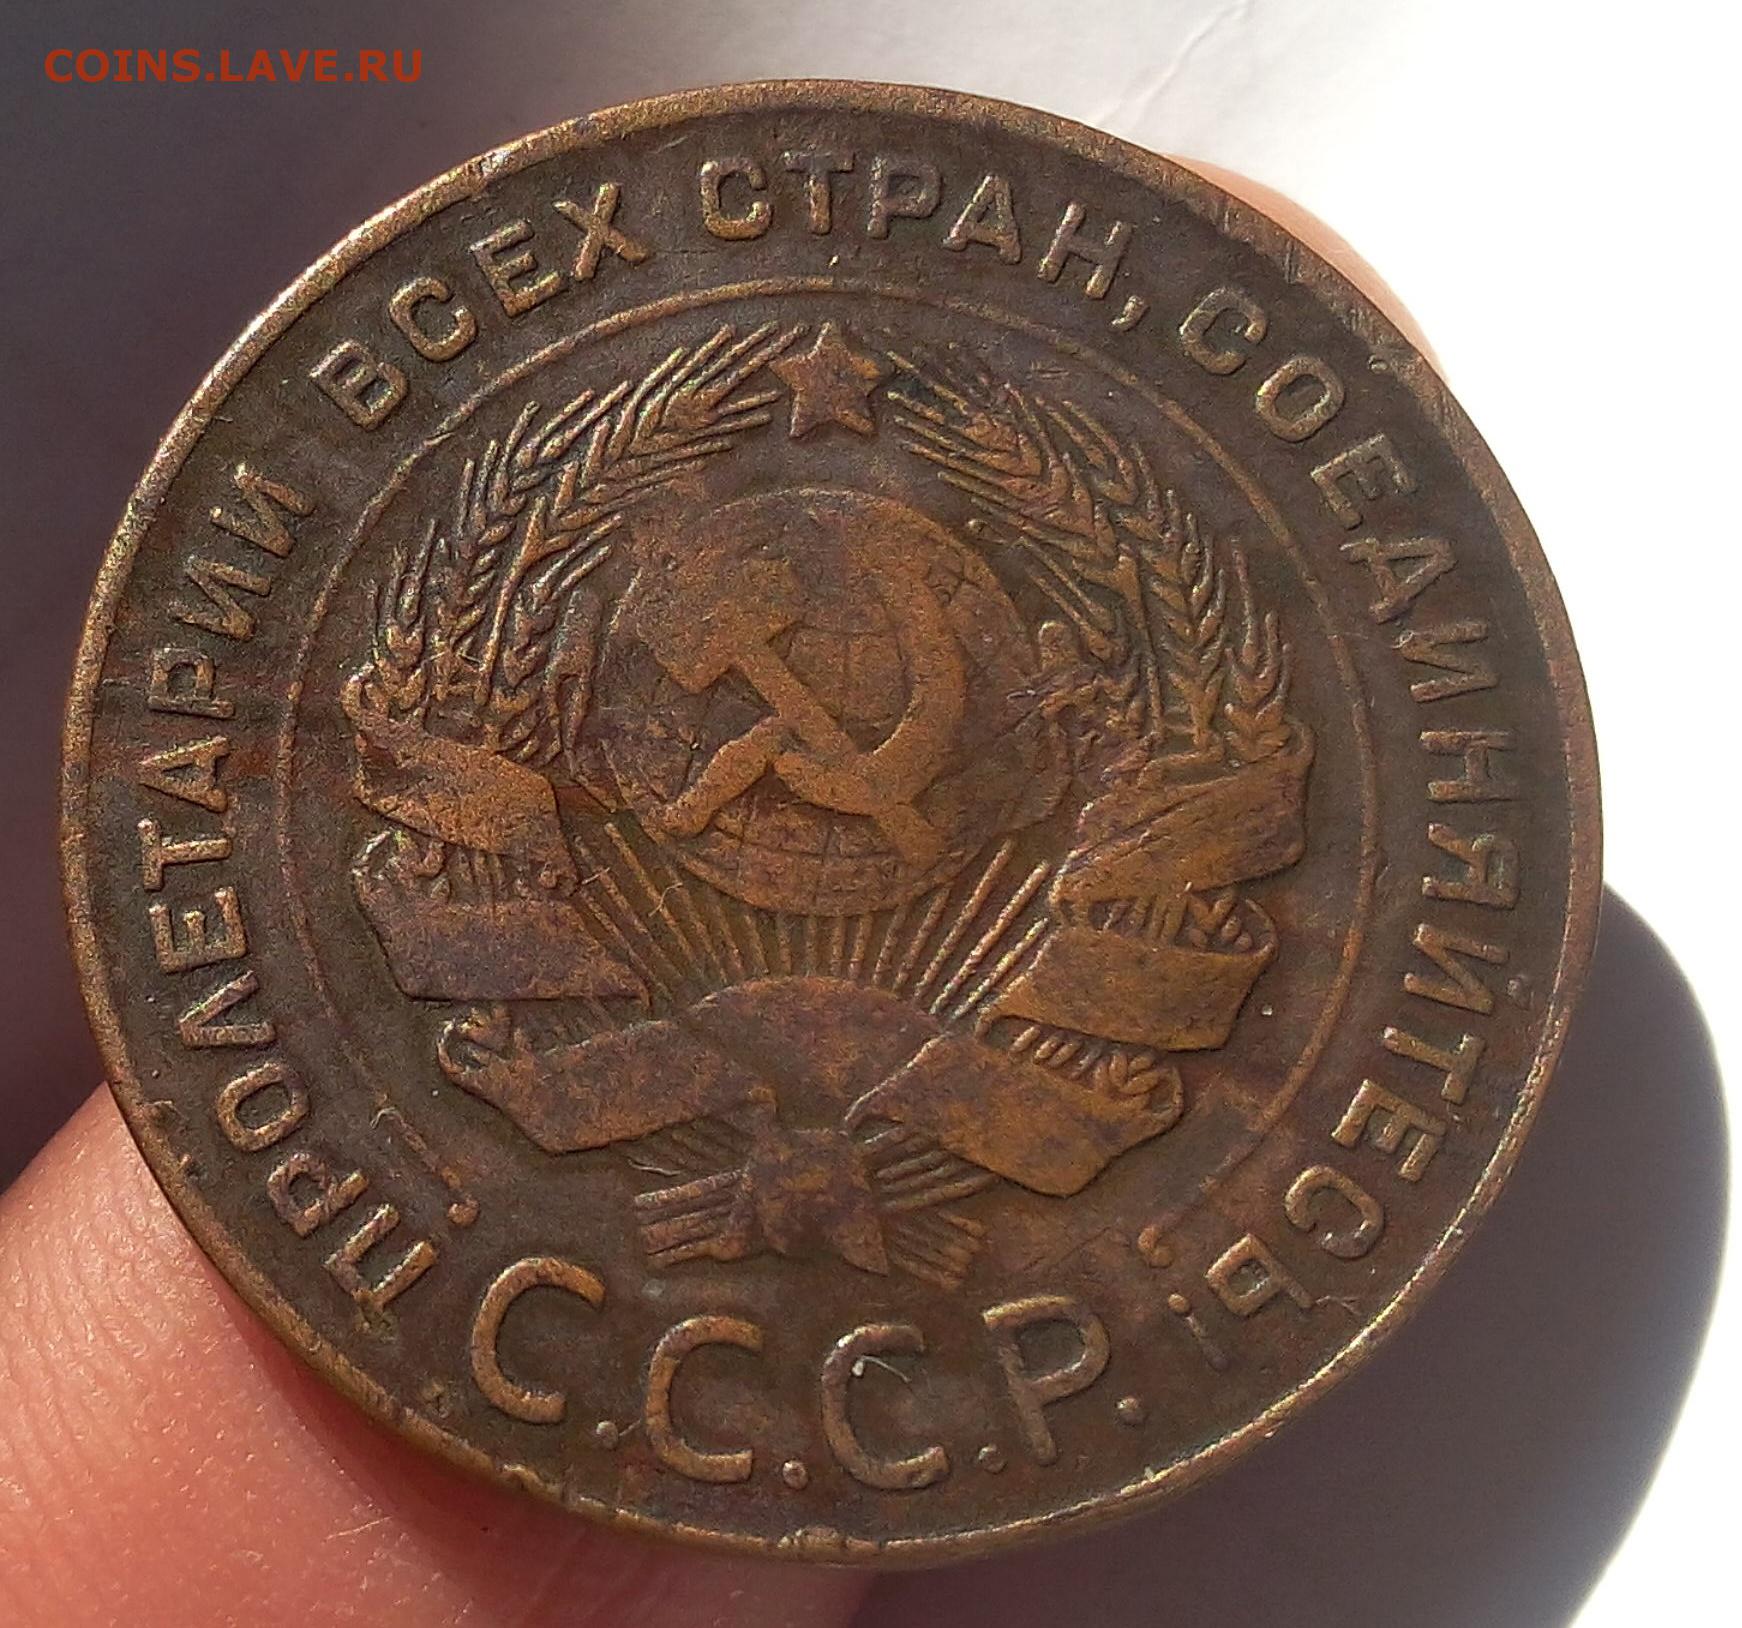 COINS.LAVE.RU
ПРОЛЕТАРИИ ВСЕХ СТРАН, СОЕДИНЯЙТЕСЬ!
С.С.С.Р.